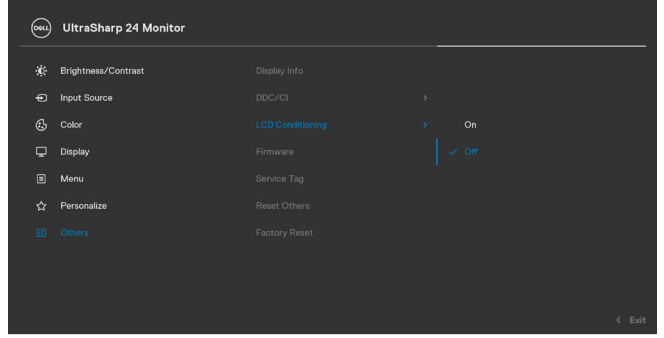 DELL UltraSharp 24 Monitor
Brightness/Contrast Display Info
Input Source DDC/CI
Color LCD Conditioning On
Display Firmware Off
Menu Service Tag
Personalize Reset Others
Others Factory Reset
Exit